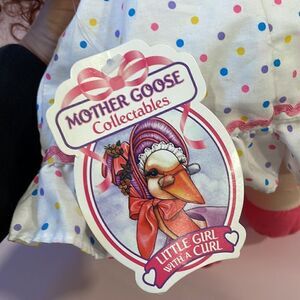 MOTHER GOOSE
Collectables
LITTLE GIRL
WITH A CURL